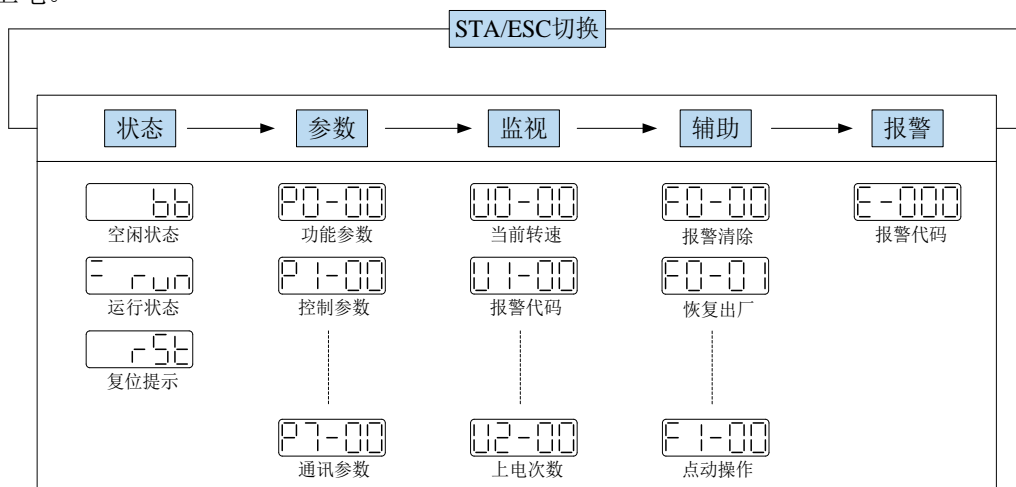 STA/ESC切换
状态 参数 监视 辅助 报警
bb P0-00 U0-00 F0-00 E-000
空闲状态 功能参数 当前转速 报警清除 报警代码
run P1-00 U1-00 F0-01
运行状态 控制参数 报警代码 恢复出厂
rSt
复位提示
P7-00 U2-00 F1-00
通讯参数 上电次数 点动操作